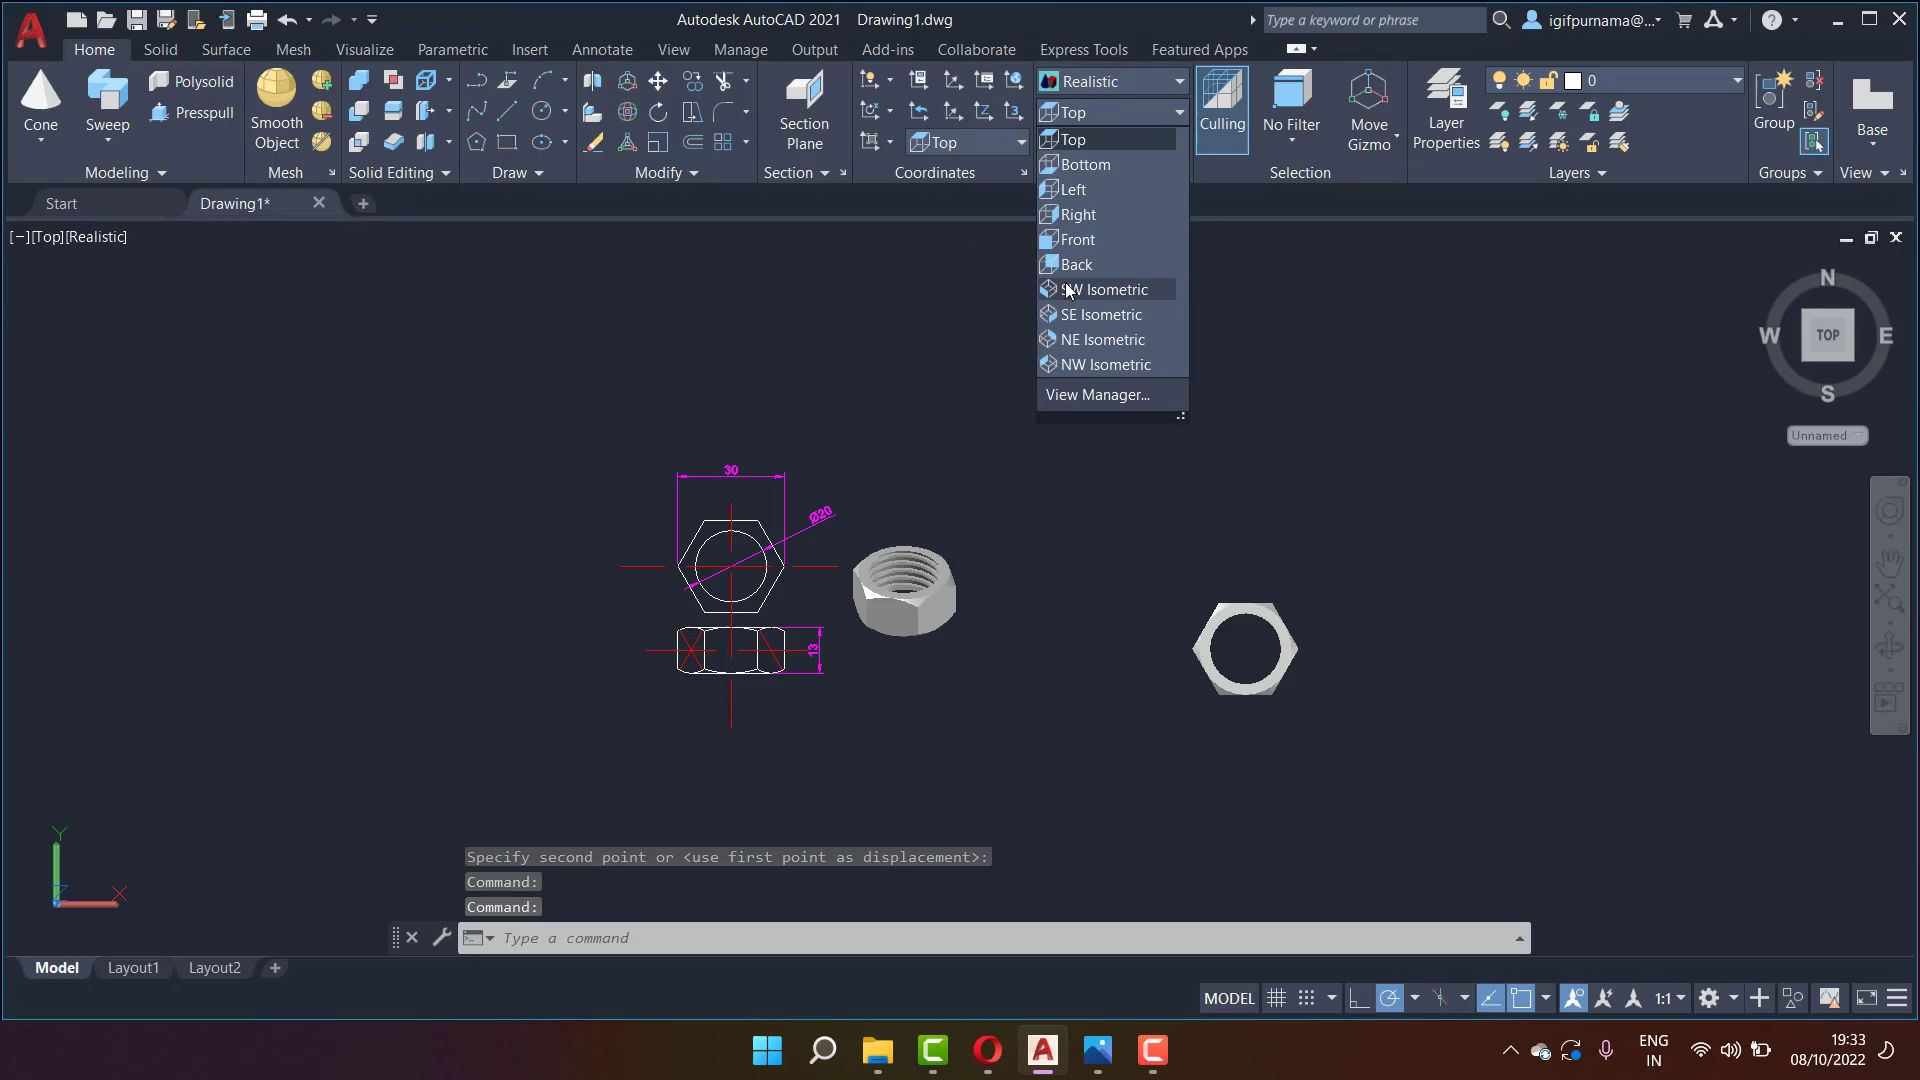 Autodesk AutoCAD 2021 Drawing1.dwg
Type a keyword or phrase
igifpurnama@...
Home Solid Surface Mesh Visualize Parametric Insert Annotate View Manage Output Add-ins Collaborate Express Tools Featured Apps
Cone
Sweep
Polysolid
Presspull
Modeling
Smooth
Object
Mesh
Solid Editing
Draw
Modify
Section
Plane
Section
Top
Coordinates
Realistic
Top
Top
Bottom
Left
Right
Front
Back
SW Isometric
SE Isometric
NE Isometric
NW Isometric
View Manager...
Culling
No Filter
Move
Gizmo
Selection
Layer
Properties
0
Layers
Group
Groups
Base
View
Start
Drawing1*
[−][Top][Realistic]
N
W
TOP
E
S
Unnamed
30
Ø20
13
Y
X
Z
Specify second point or <use first point as displacement>:
Command:
Command:
Type a command
Model Layout1 Layout2
MODEL
1:1
ENG
IN
19:33
08/10/2022